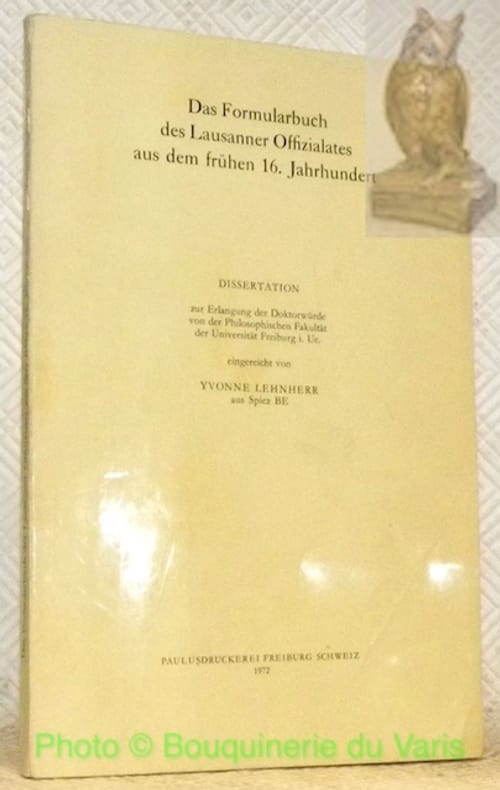 Das Formularbuch
des Lausanner Offizialates
aus dem frühen 16. Jahrhundert
DISSERTATION
zur Erlangung der Doktorwürde
von der Philosophischen Fakultät
der Universität Freiburg i. Ue.
eingereicht von
YVONNE LEHNHERR
aus Spiez BE
PAULUSDRUCKEREI FREIBURG SCHWEIZ
1972
Photo © Bouquinerie du Varis